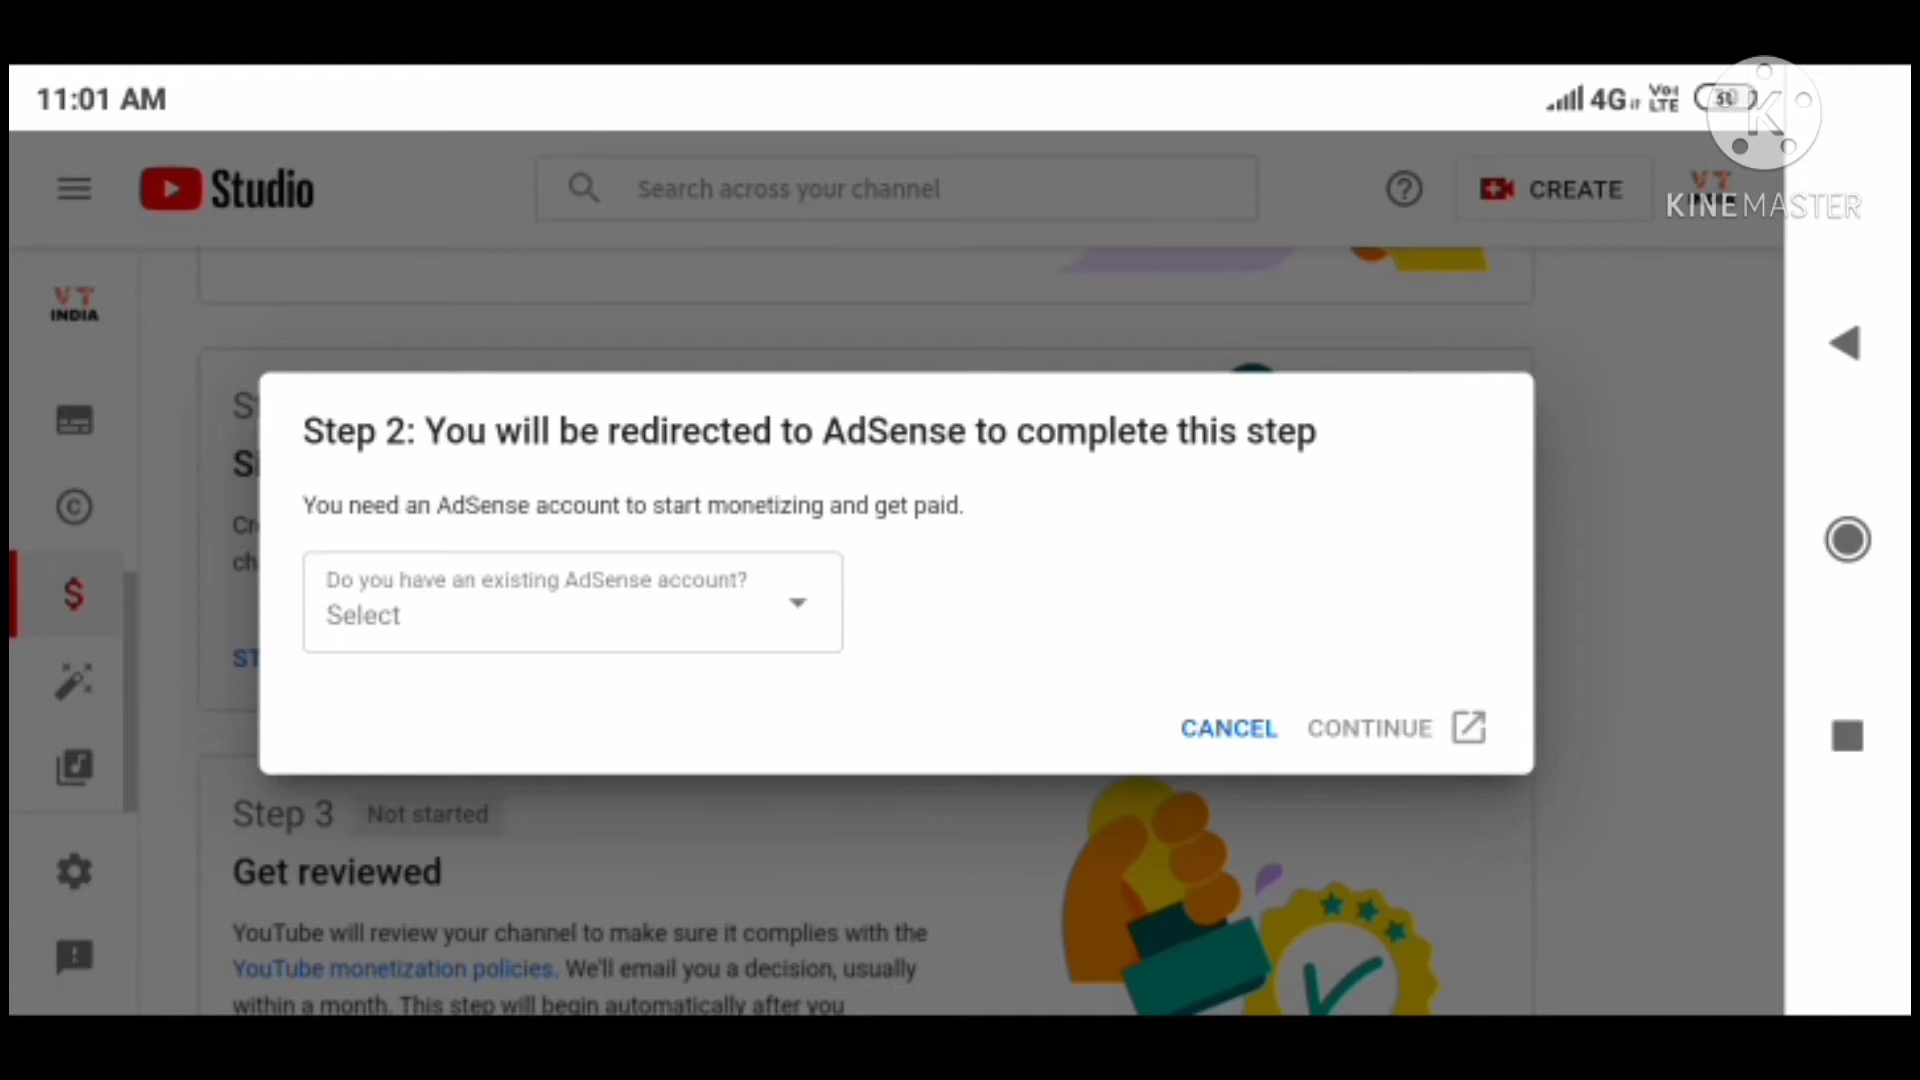 11:01 AM
4G
Vo LTE
50
KINEMASTER
Studio
Search across your channel
CREATE
VT
VT
INDIA
Step 2: You will be redirected to AdSense to complete this step
You need an AdSense account to start monetizing and get paid.
Do you have an existing AdSense account?
Select
CANCEL
CONTINUE
Step 3
Not started
Get reviewed
YouTube will review your channel to make sure it complies with the
YouTube monetization policies. We'll email you a decision, usually
within a month. This step will begin automatically after you